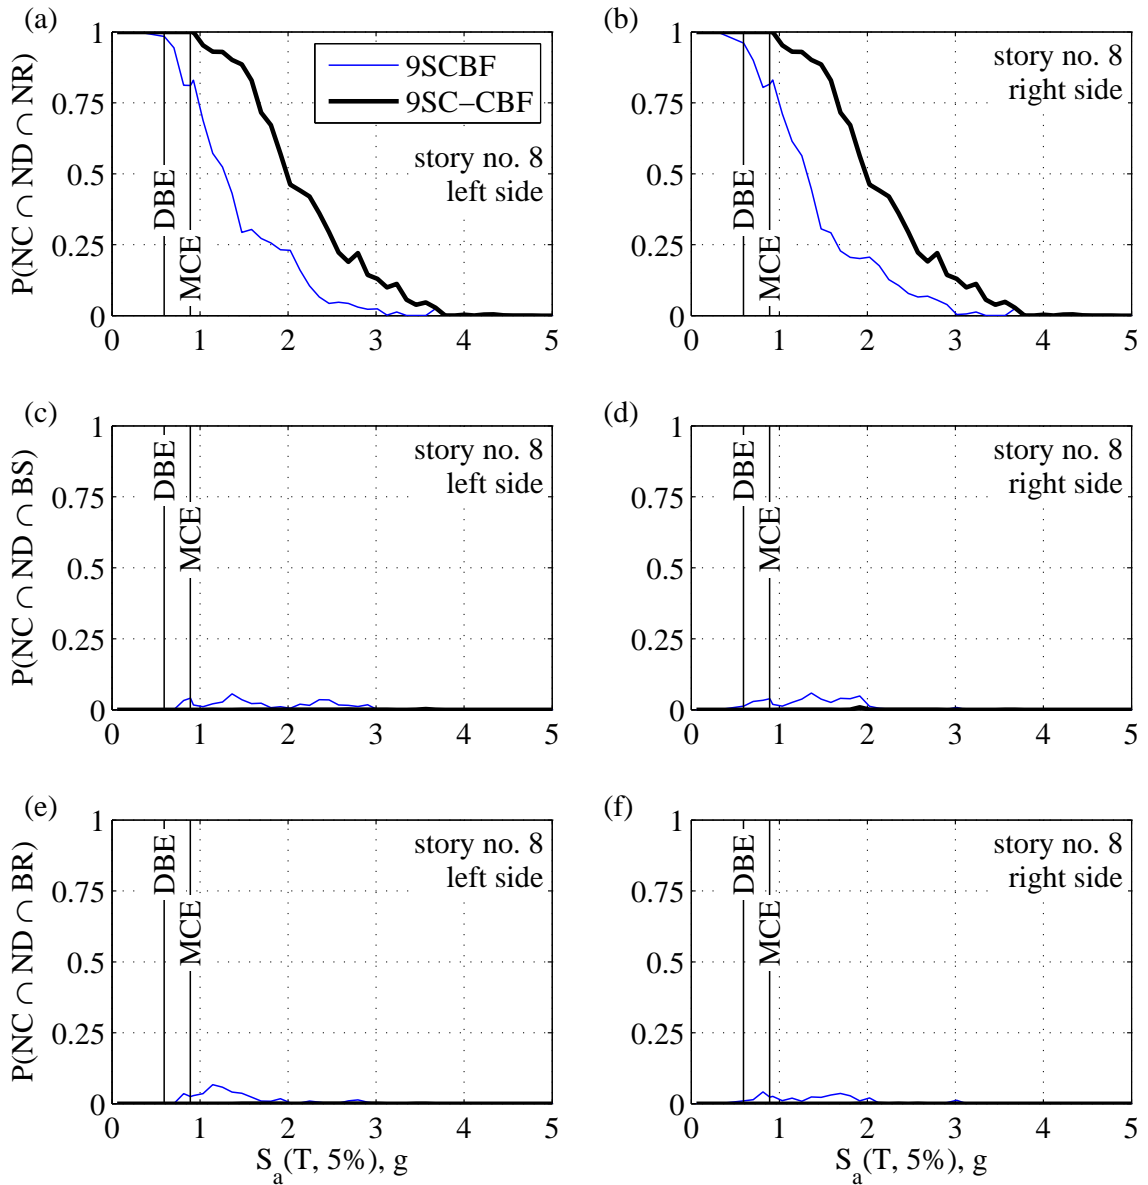 (a)
P(NC ∩ ND ∩ NR)
1
0.75
0.5
0.25
0
0 1 2 3 4 5
DBE
MCE
9SCBF
9SC−CBF
story no. 8
left side
(b)
1
0.75
0.5
0.25
0
0 1 2 3 4 5
DBE
MCE
story no. 8
right side
(c)
P(NC ∩ ND ∩ BS)
1
0.75
0.5
0.25
0
0 1 2 3 4 5
DBE
MCE
story no. 8
left side
(d)
1
0.75
0.5
0.25
0
0 1 2 3 4 5
DBE
MCE
story no. 8
right side
(e)
P(NC ∩ ND ∩ BR)
1
0.75
0.5
0.25
0
0 1 2 3 4 5
DBE
MCE
story no. 8
left side
S_a(T, 5%), g
(f)
1
0.75
0.5
0.25
0
0 1 2 3 4 5
DBE
MCE
story no. 8
right side
S_a(T, 5%), g